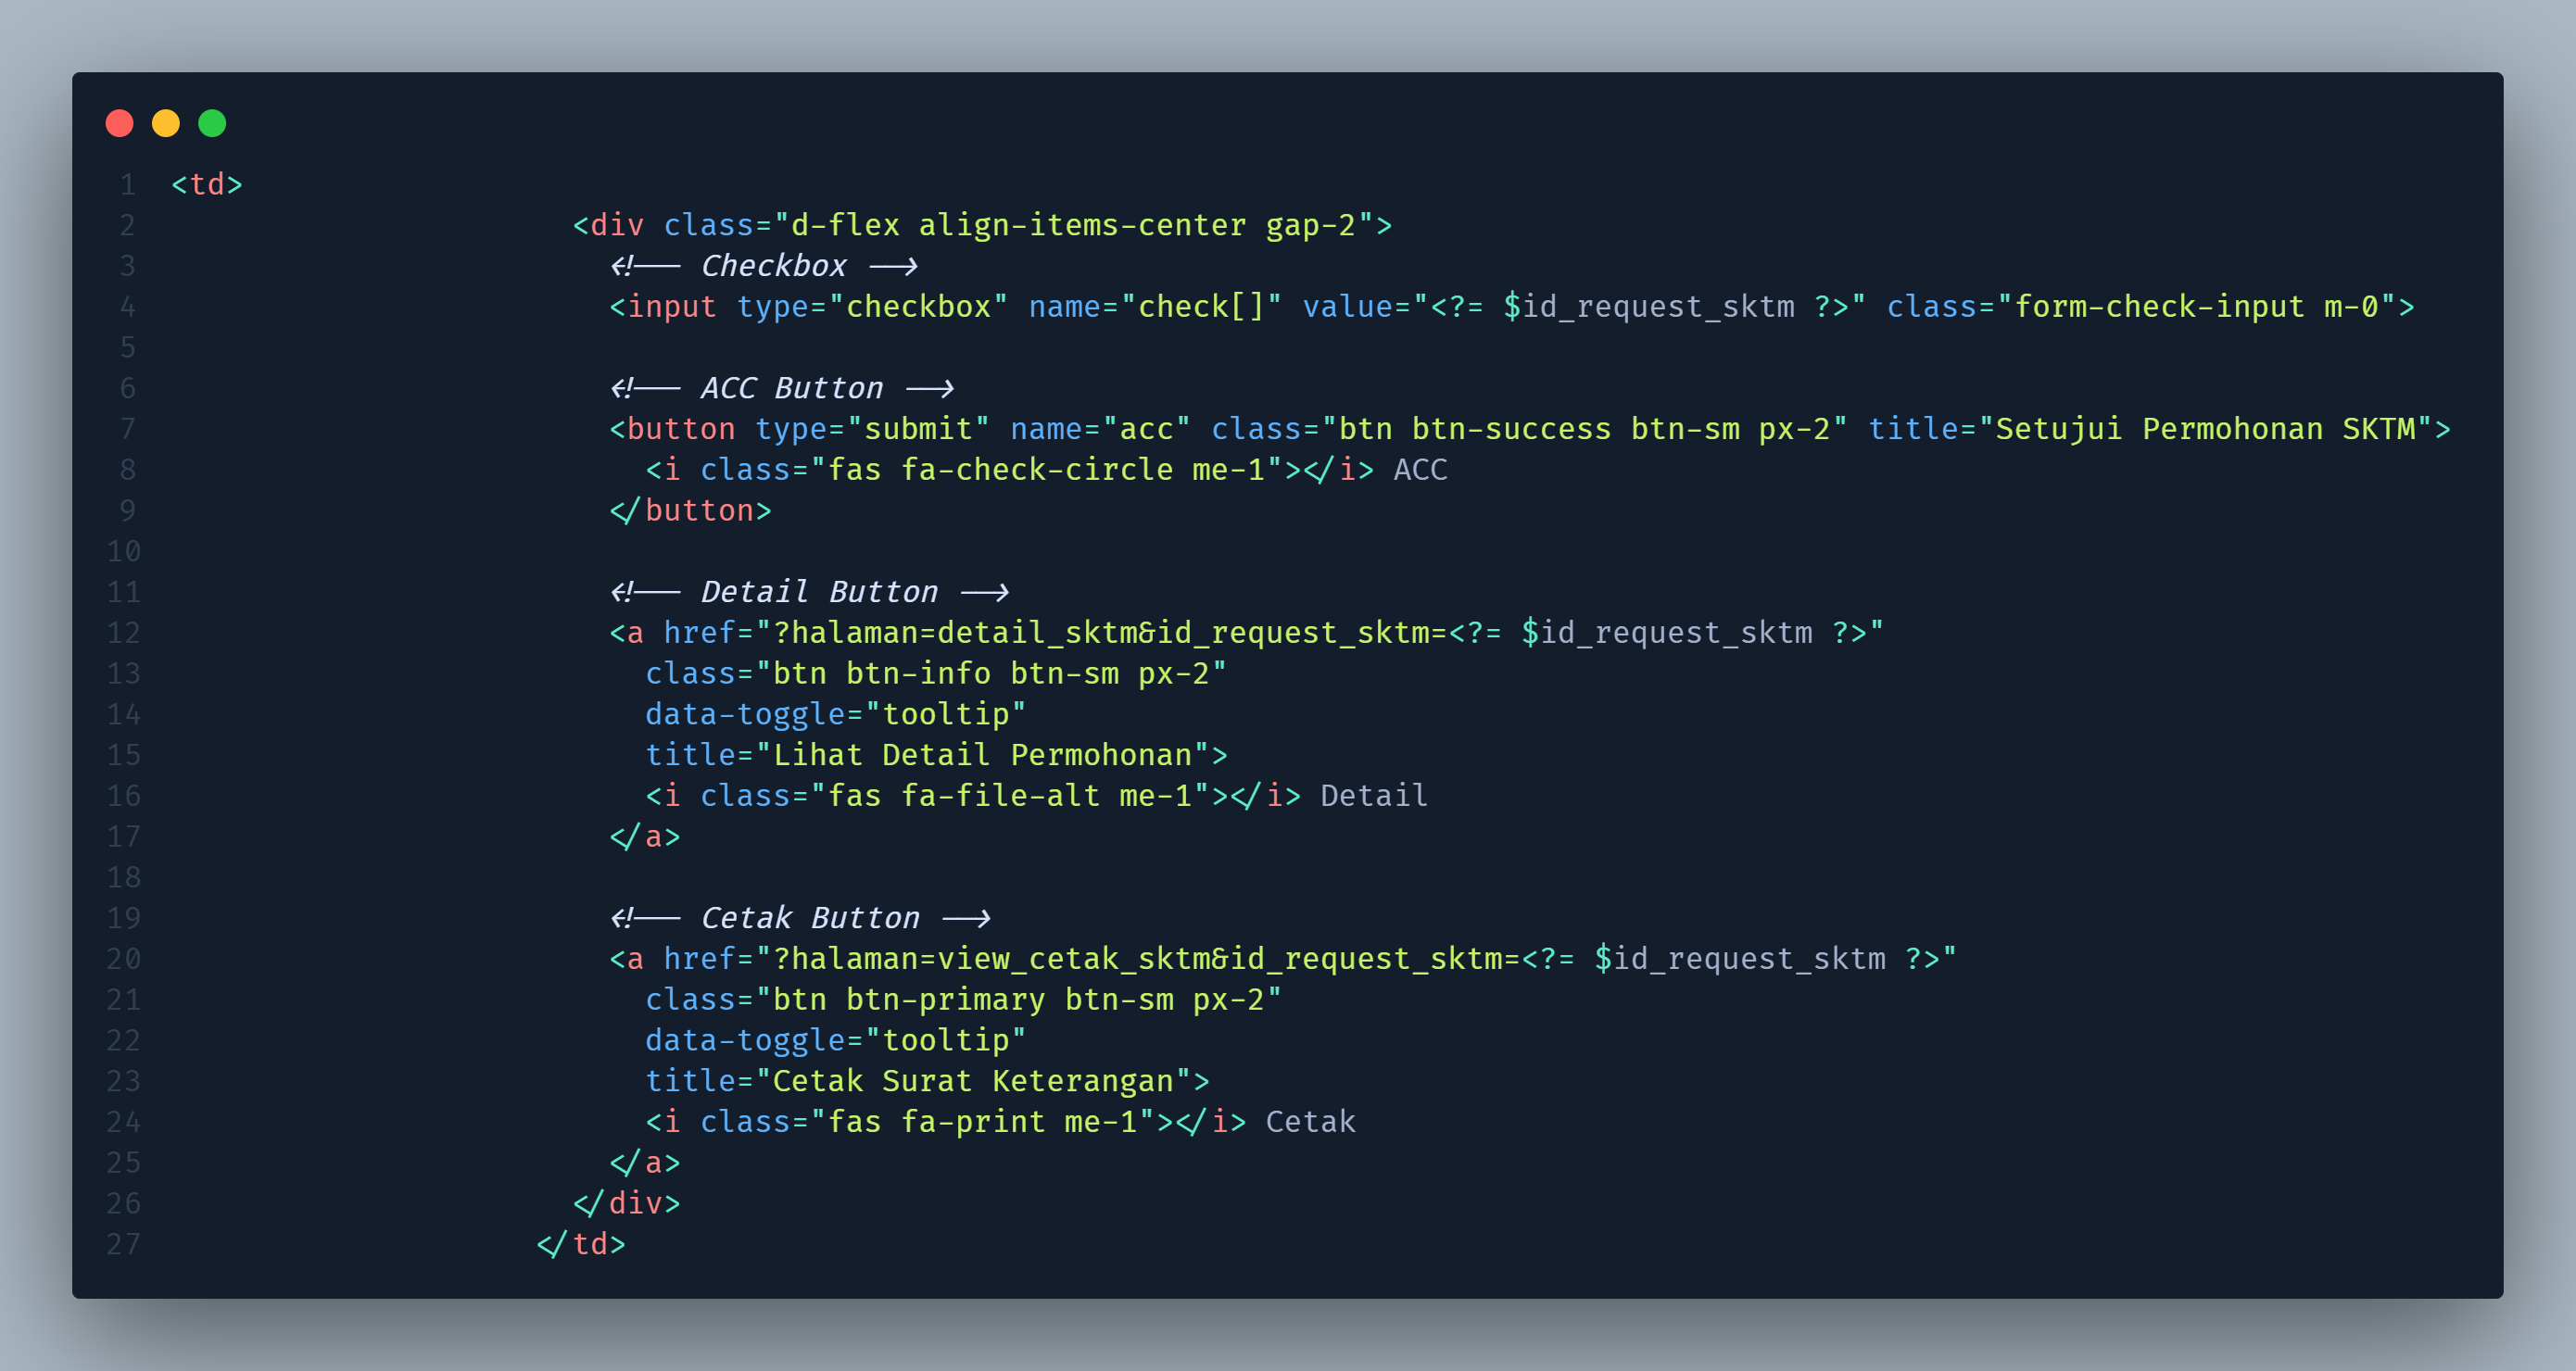 1 <td>
2                       <div class="d-flex align-items-center gap-2">
3                         <!-- Checkbox -->
4                         <input type="checkbox" name="check[]" value="<?= $id_request_sktm ?>" class="form-check-input m-0">
5
6                         <!-- ACC Button -->
7                         <button type="submit" name="acc" class="btn btn-success btn-sm px-2" title="Setujui Permohonan SKTM">
8                           <i class="fas fa-check-circle me-1"></i> ACC
9                         </button>
10
11                         <!-- Detail Button -->
12                         <a href="?halaman=detail_sktm&id_request_sktm=<?= $id_request_sktm ?>"
13                           class="btn btn-info btn-sm px-2"
14                           data-toggle="tooltip"
15                           title="Lihat Detail Permohonan">
16                           <i class="fas fa-file-alt me-1"></i> Detail
17                         </a>
18
19                         <!-- Cetak Button -->
20                         <a href="?halaman=view_cetak_sktm&id_request_sktm=<?= $id_request_sktm ?>"
21                           class="btn btn-primary btn-sm px-2"
22                           data-toggle="tooltip"
23                           title="Cetak Surat Keterangan">
24                           <i class="fas fa-print me-1"></i> Cetak
25                         </a>
26                       </div>
27                     </td>